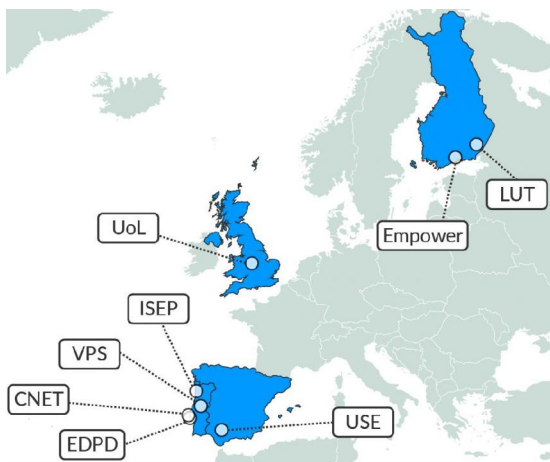 LUT
Empower
UoL
ISEP
VPS
CNET
EDPD
USE